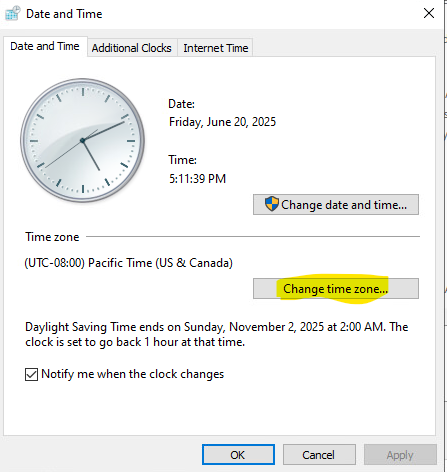 Date and Time
Date and Time
Additional Clocks
Internet Time
Date:
Friday, June 20, 2025
Time:
5:11:39 PM
Change date and time...
Time zone
(UTC-08:00) Pacific Time (US & Canada)
Change time zone...
Daylight Saving Time ends on Sunday, November 2, 2025 at 2:00 AM. The
clock is set to go back 1 hour at that time.
Notify me when the clock changes
OK
Cancel
Apply